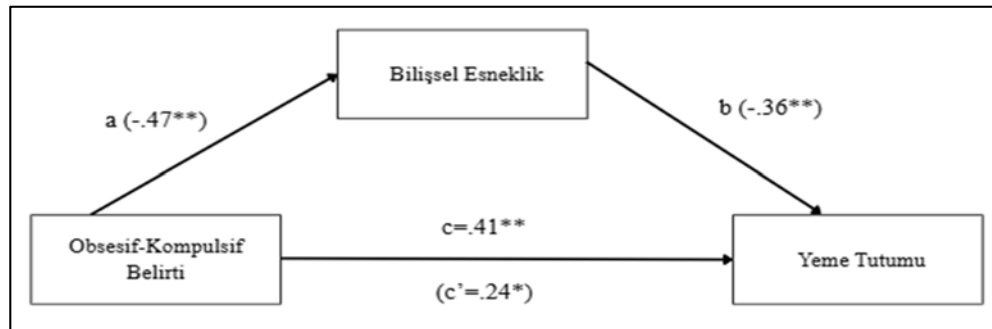 Bilişsel Esneklik
a (-.47**)
b (-.36**)
Obsesif-Kompulsif
Belirti
c=.41**
(c’=.24*)
Yeme Tutumu